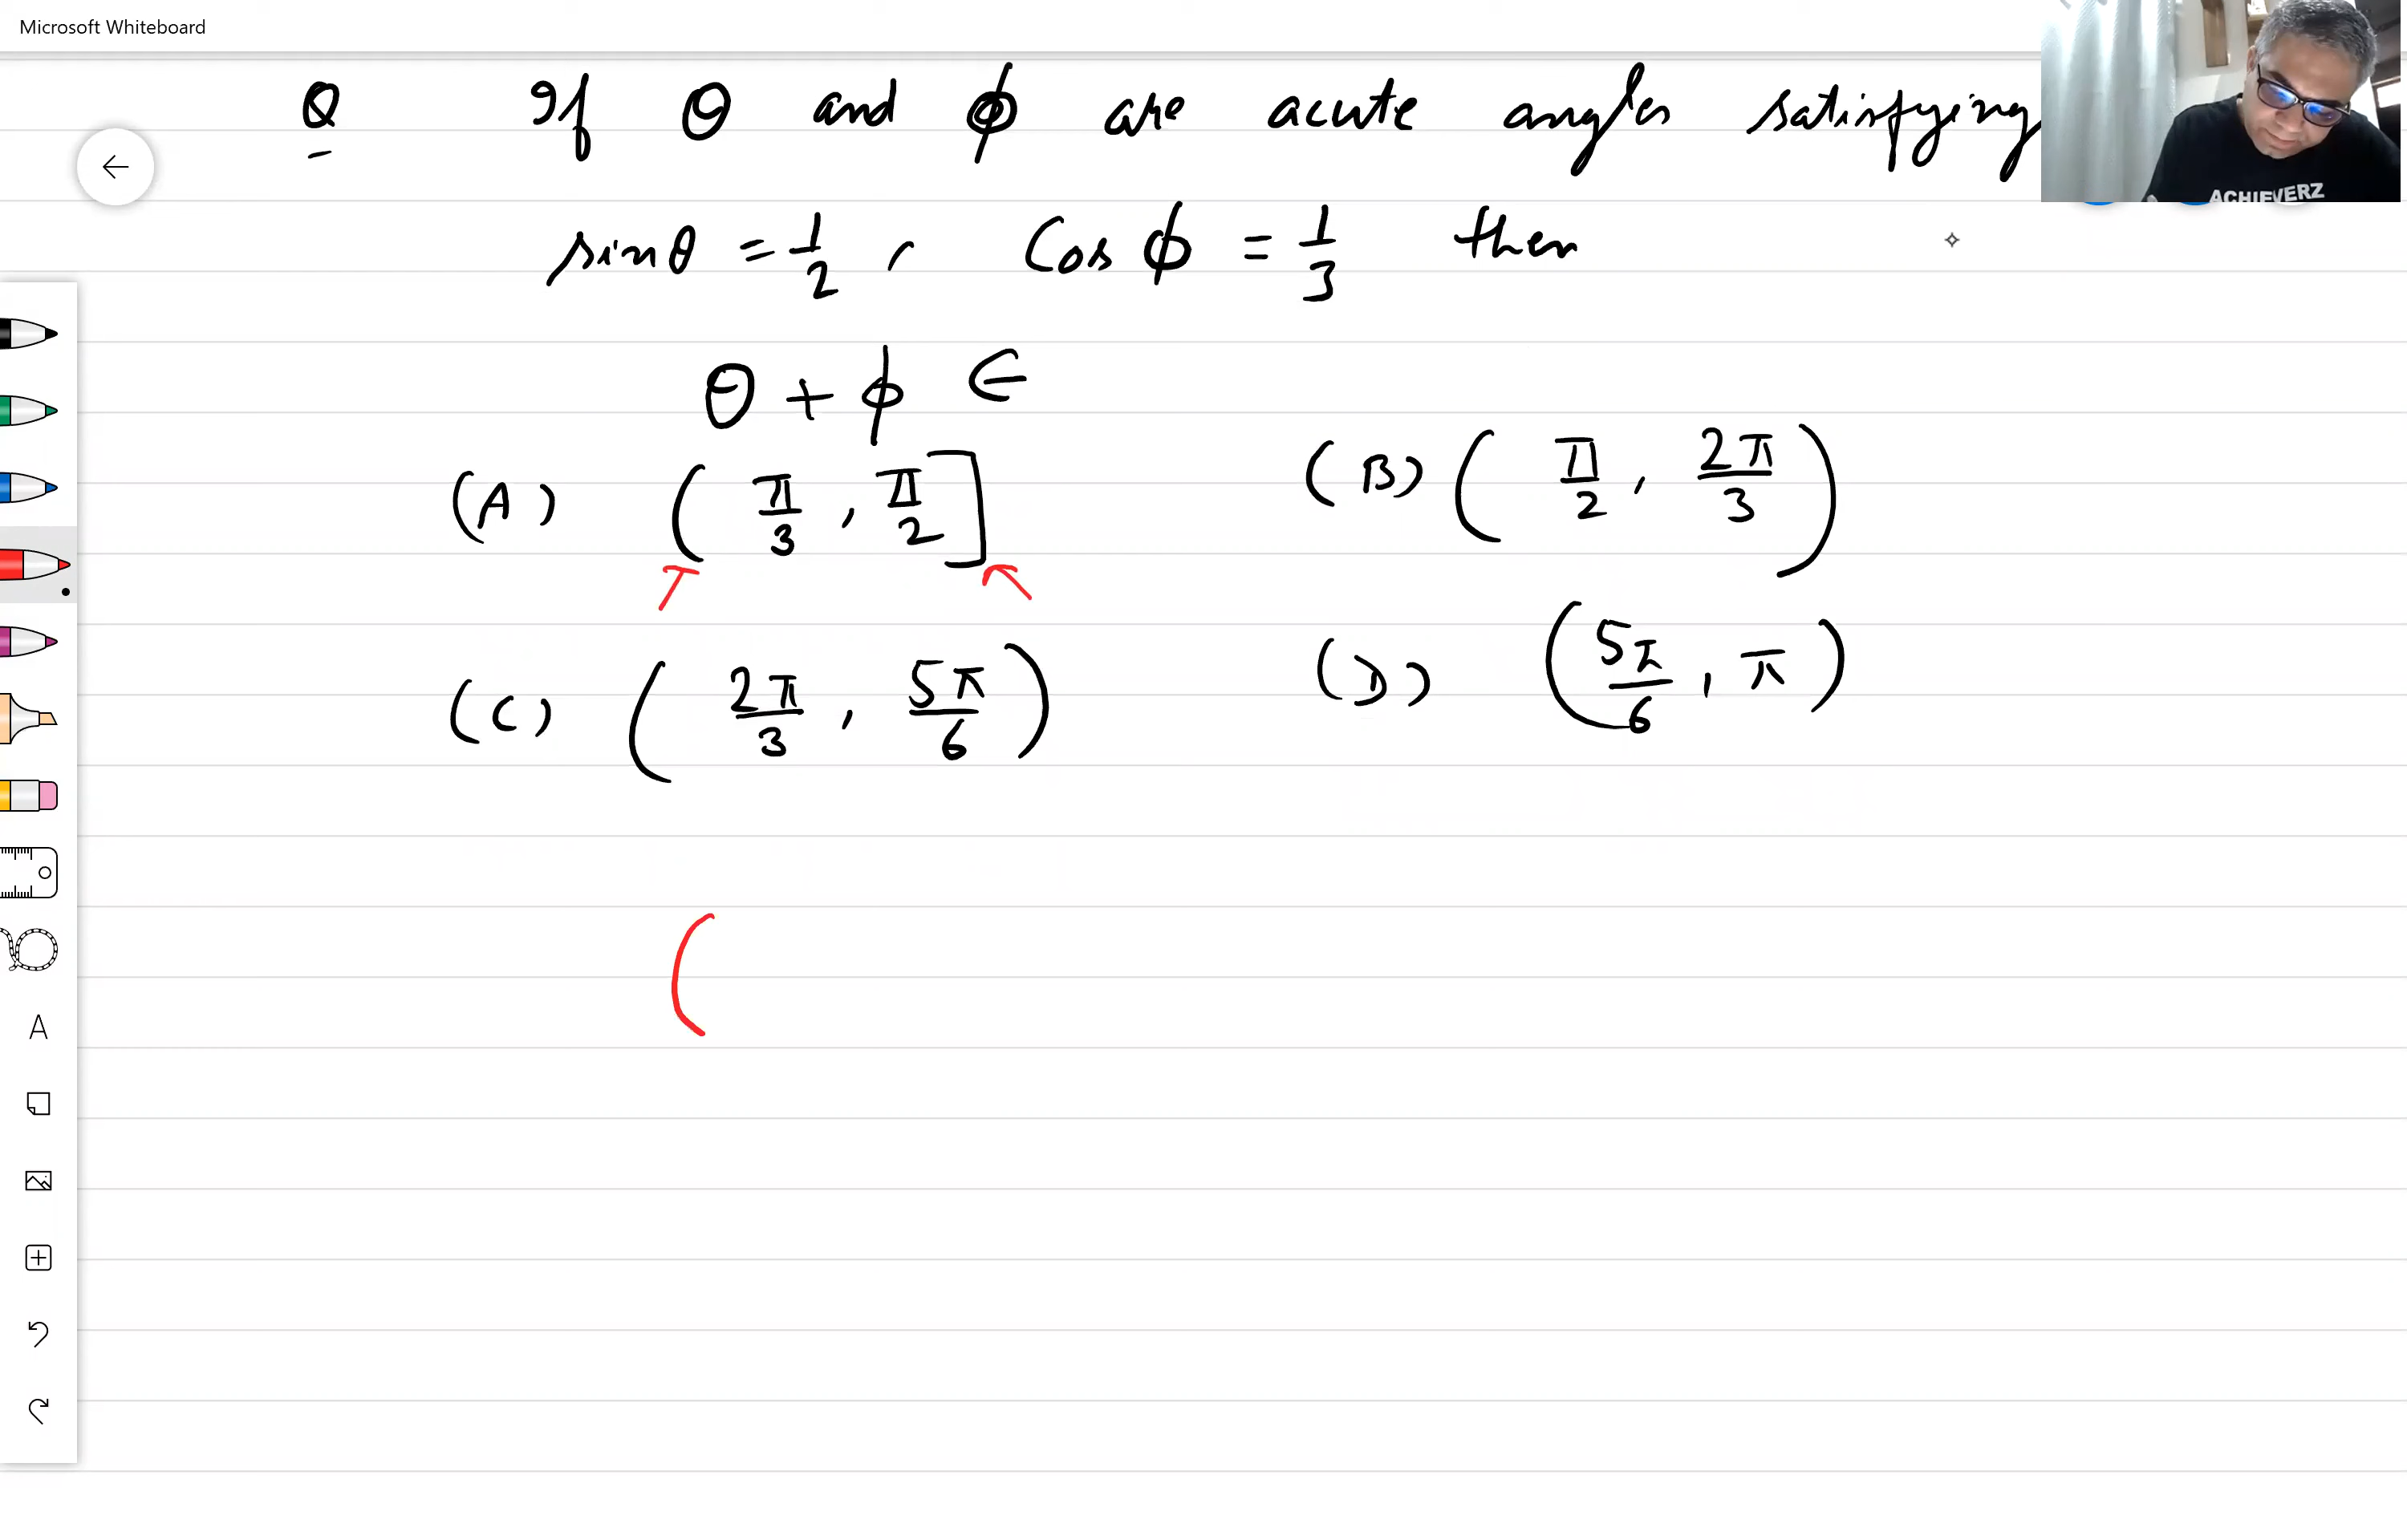 Microsoft Whiteboard
Q If θ and ϕ are acute angles satisfying
sinθ = 1/2, Cos ϕ = 1/3 then
θ + ϕ ∈
(A) (π/3, π/2]
(B) (π/2, 2π/3)
(C) (2π/3, 5π/6)
(D) (5π/6, π)
(
A
ACHIEVERZ